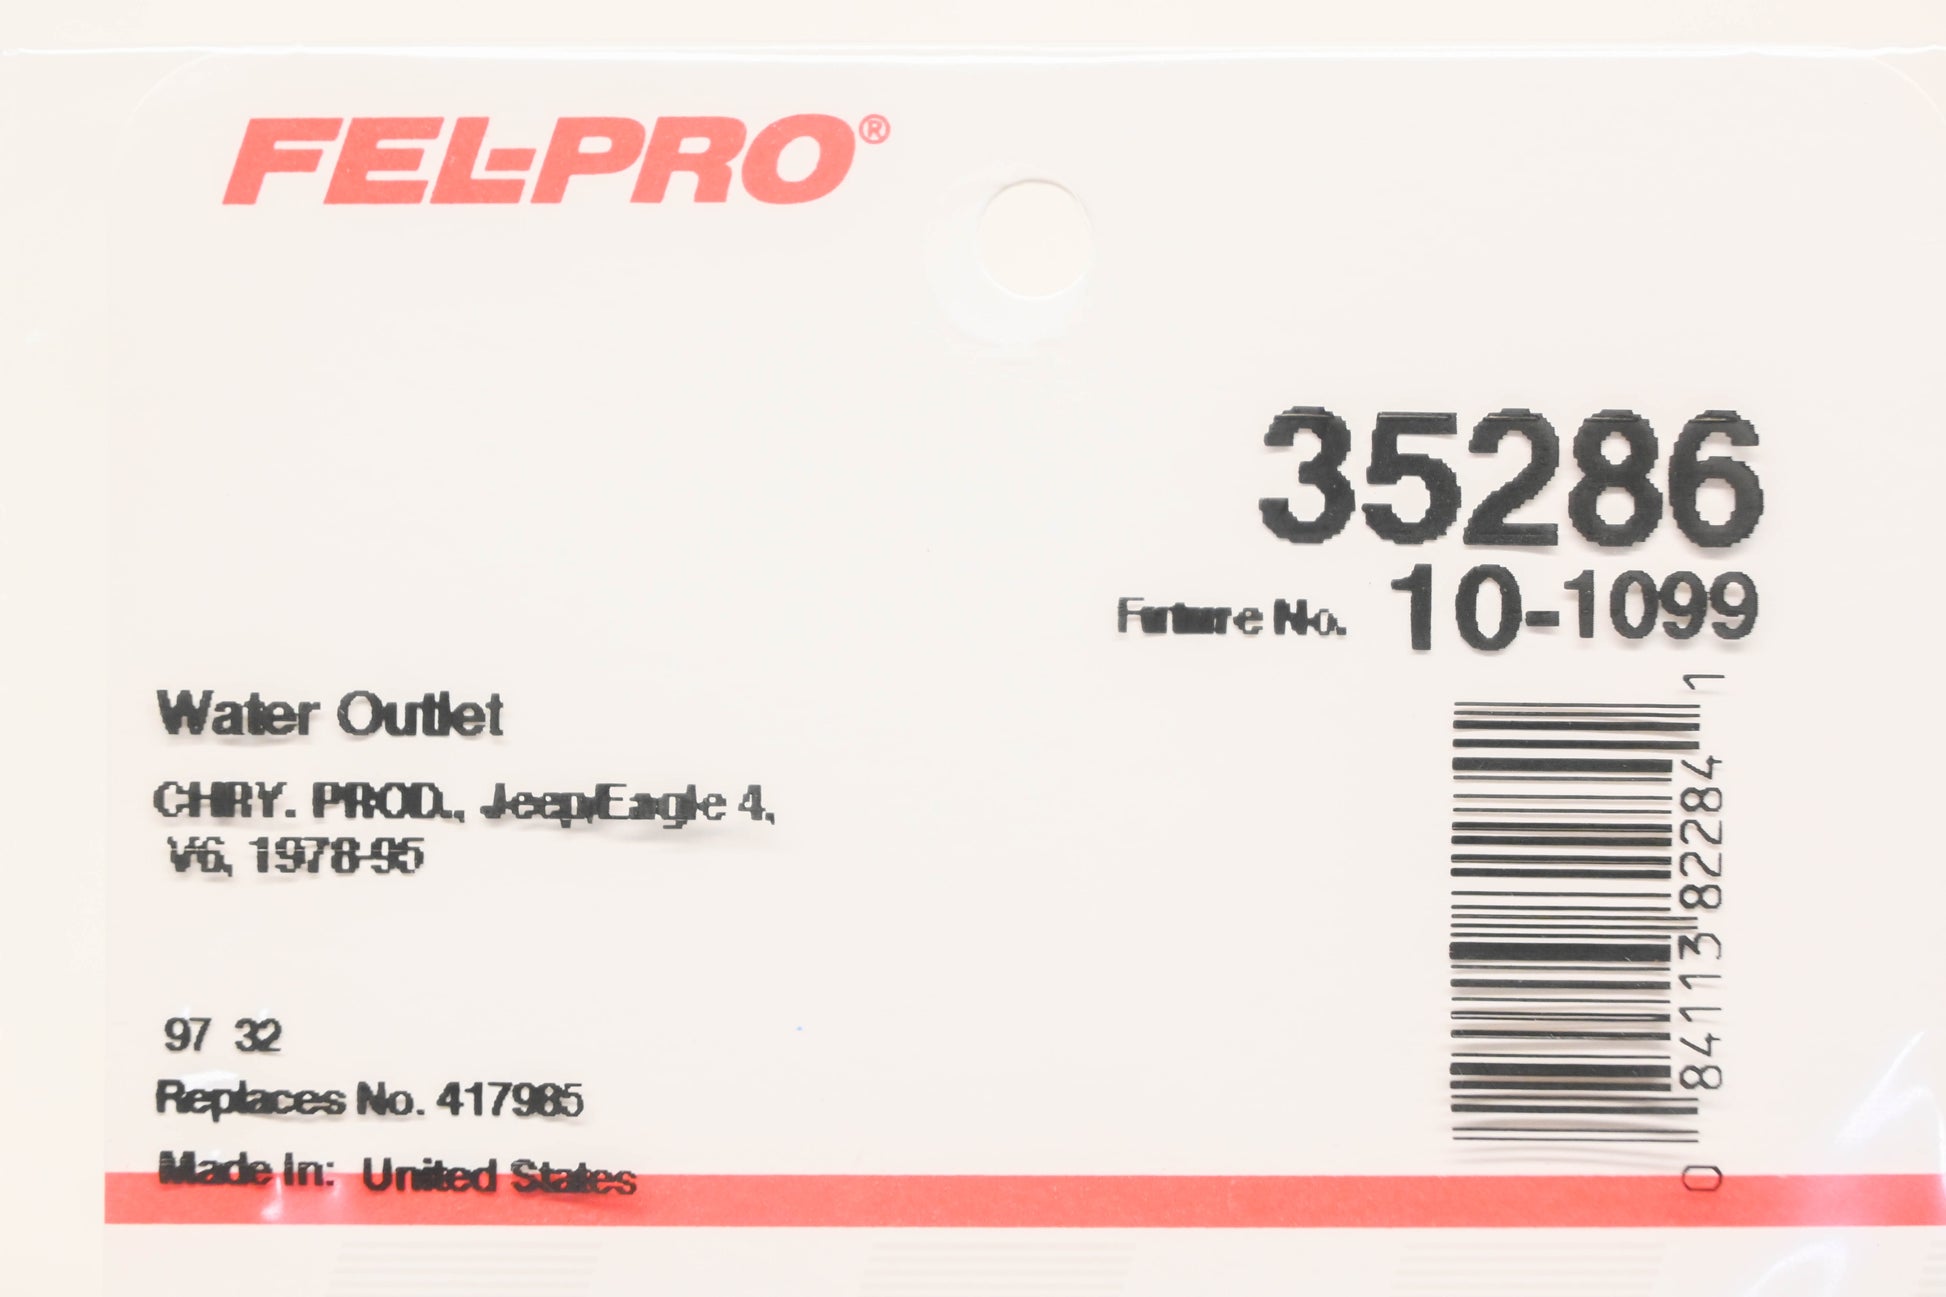 FEL-PRO®
35286
Future No. 10-1099
Water Outlet
CHRY. PROD., Jeep/Eagle 4,
V6, 1978-95
97 32
Replaces No. 417985
Made In: United States
0 84113 82284 1